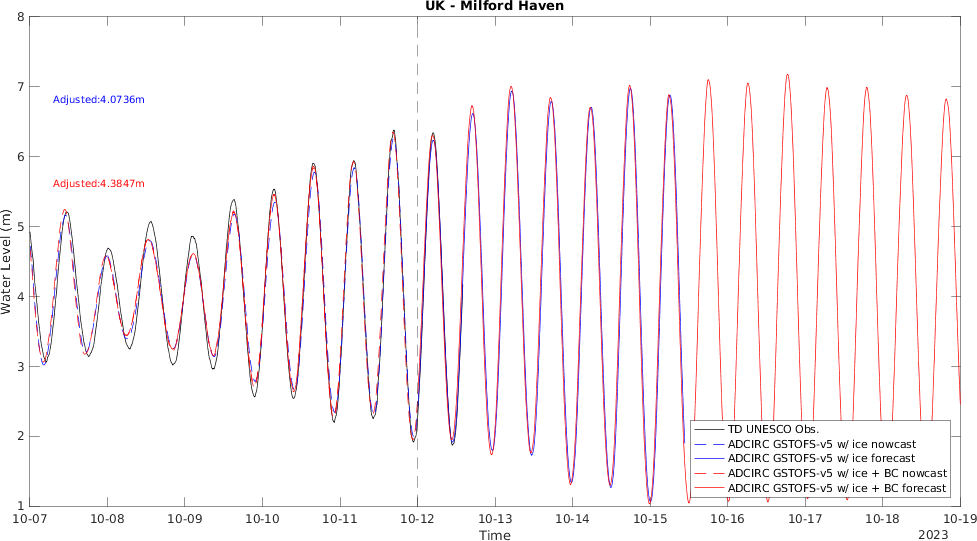 UK - Milford Haven
8
7
6
5
4
3
2
1
Water Level (m)
Adjusted:4.0736m
Adjusted:4.3847m
TD UNESCO Obs.
ADCIRC GSTOFS-v5 w/ ice nowcast
ADCIRC GSTOFS-v5 w/ ice forecast
ADCIRC GSTOFS-v5 w/ ice + BC nowcast
ADCIRC GSTOFS-v5 w/ ice + BC forecast
10-07 10-08 10-09 10-10 10-11 10-12 10-13 10-14 10-15 10-16 10-17 10-18 10-19
Time
2023